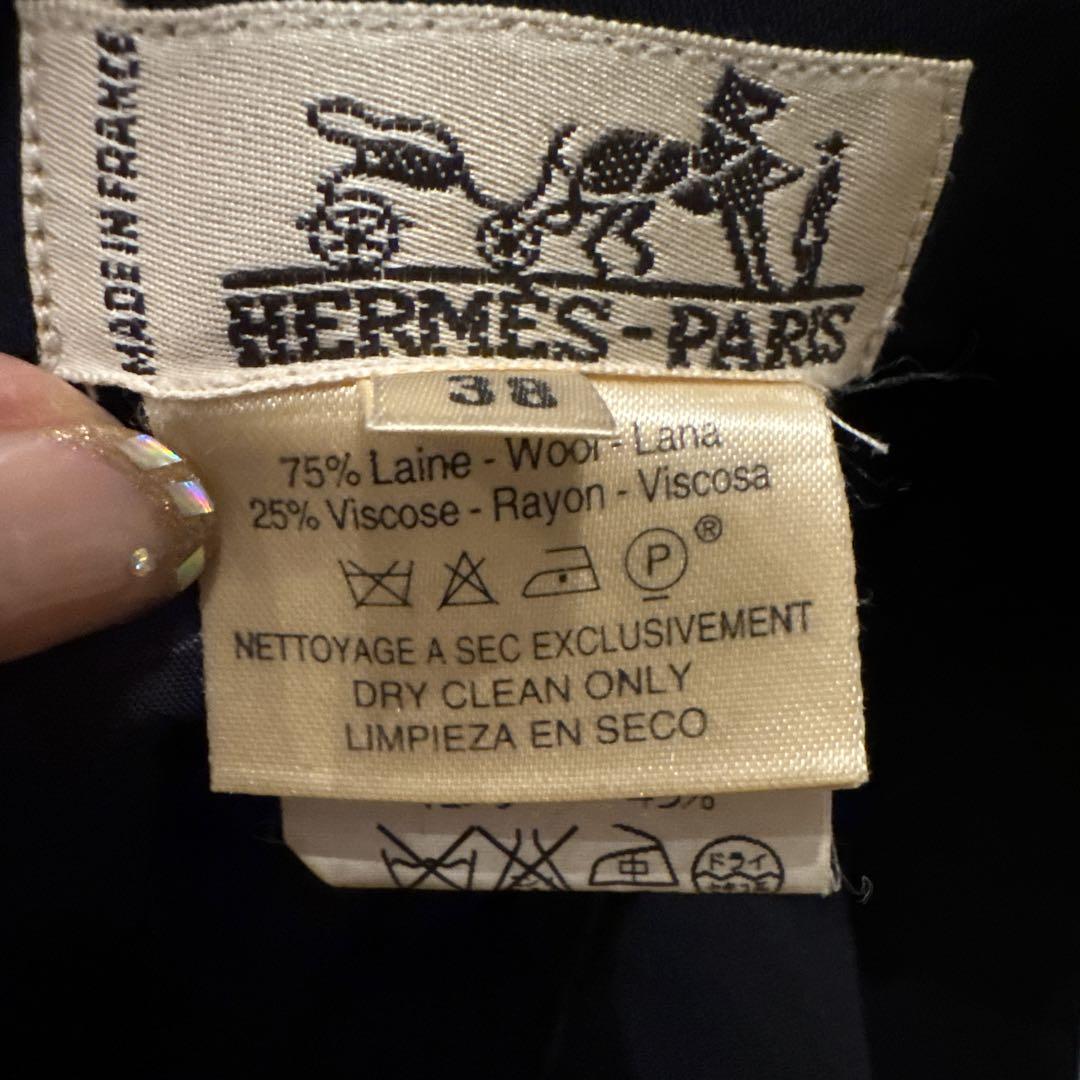 MADE IN FRANCE
HERMÈS-PARIS
38
75% Laine - Wool - Lana
25% Viscose - Rayon - Viscosa
P®
NETTOYAGE A SEC EXCLUSIVEMENT
DRY CLEAN ONLY
LIMPIEZA EN SECO
中
ドライ